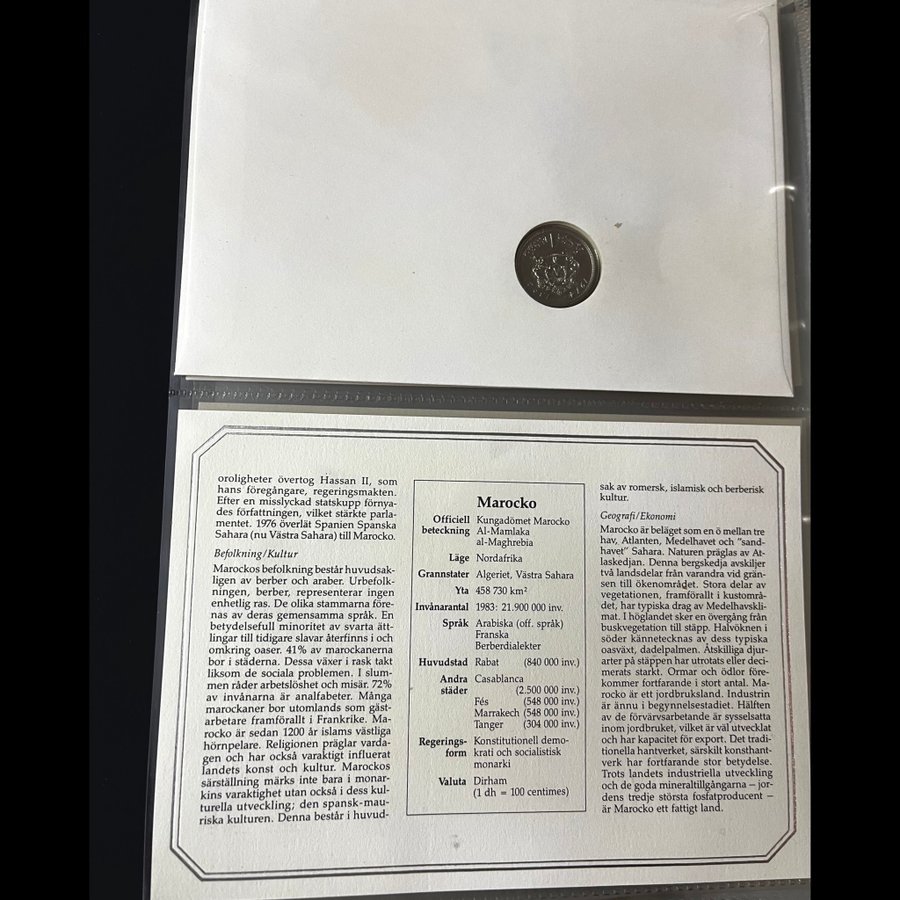 oroligheter övertog Hassan II, som
hans föregångare, regeringsmakten.
Efter en misslyckad statskupp förnya-
des författningen, vilket stärkte parla-
mentet. 1976 överlät Spanien Spanska
Sahara (nu Västra Sahara) till Marocko.
Befolkning/Kultur
Marockos befolkning består huvudsak-
ligen av berber och araber. Urbefolk-
ningen, berber, representerar ingen
enhetlig ras. De olika stammarna före-
nas av deras gemensamma språk. En
betydelsefull minoritet av svarta ätt-
lingar till tidigare slavar återfinns i och
omkring oaser. 41% av marockanerna
bor i städerna. Dessa växer i rask takt
liksom de sociala problemen. I slum-
men råder arbetslöshet och misär. 72%
av invånarna är analfabeter. Många
marockaner bor utomlands som gäst-
arbetare framförallt i Frankrike. Ma-
rocko är sedan 1200 år islams västliga
hörnpelare. Religionen präglar varda-
gen och har också varaktigt influerat
landets konst och kultur. Marockos
särställning märks inte bara i monar-
kins varaktighet utan också i dess kul-
turella utveckling; den spansk-mau-
riska kulturen. Denna består i huvud-
Marocko
Officiell beteckning Kungadömet Marocko
Al-Mamlaka
al-Maghrebia
Läge Nordafrika
Grannstater Algeriet, Västra Sahara
Yta 458 730 km²
Invånarantal 1983: 21.900 000 inv.
Språk Arabiska (off. språk)
Franska
Berberdialekter
Huvudstad Rabat (840 000 inv.)
Andra städer Casablanca
(2.500 000 inv.)
Fés (548 000 inv.)
Marrakech (548 000 inv.)
Tanger (304 000 inv.)
Regerings-form Konstitutionell demo-
krati och socialistisk
monarki
Valuta Dirham
(1 dh = 100 centimes)
sak av romersk, islamisk och berberisk
kultur.
Geografi/Ekonomi
Marocko är beläget som en ö mellan tre
hav, Atlanten, Medelhavet och "sand-
havet" Sahara. Naturen präglas av At-
laskedjan. Denna bergskedja avskiljer
två landsdelar från varandra vid grän-
sen till ökenområdet. Stora delar av
vegetationen, framförallt i kustområ-
det, har typiska drag av Medelhavskli-
mat. I höglandet sker en övergång från
buskvegetation till stäpp. Halvöknen i
söder kännetecknas av dess typiska
oasväxt, dadelpalmen. Åtskilliga djur-
arter på stäppen har utrotats eller deci-
merats starkt. Ormar och ödlor före-
kommer fortfarande i stort antal. Ma-
rocko är ett jordbruksland. Industrin
är ännu i begynnelsestadiet. Hälften
av de förvärvsarbetande är sysselsatta
inom jordbruket, vilket är väl utvecklat
och har kapacitet för export. Det tradi-
tionella hantverket, särskilt konsthant-
verk har fortfarande stor betydelse.
Trots landets industriella utveckling
och de goda mineraltillgångarna – jor-
dens tredje största fosfatproducent –
är Marocko ett fattigt land.